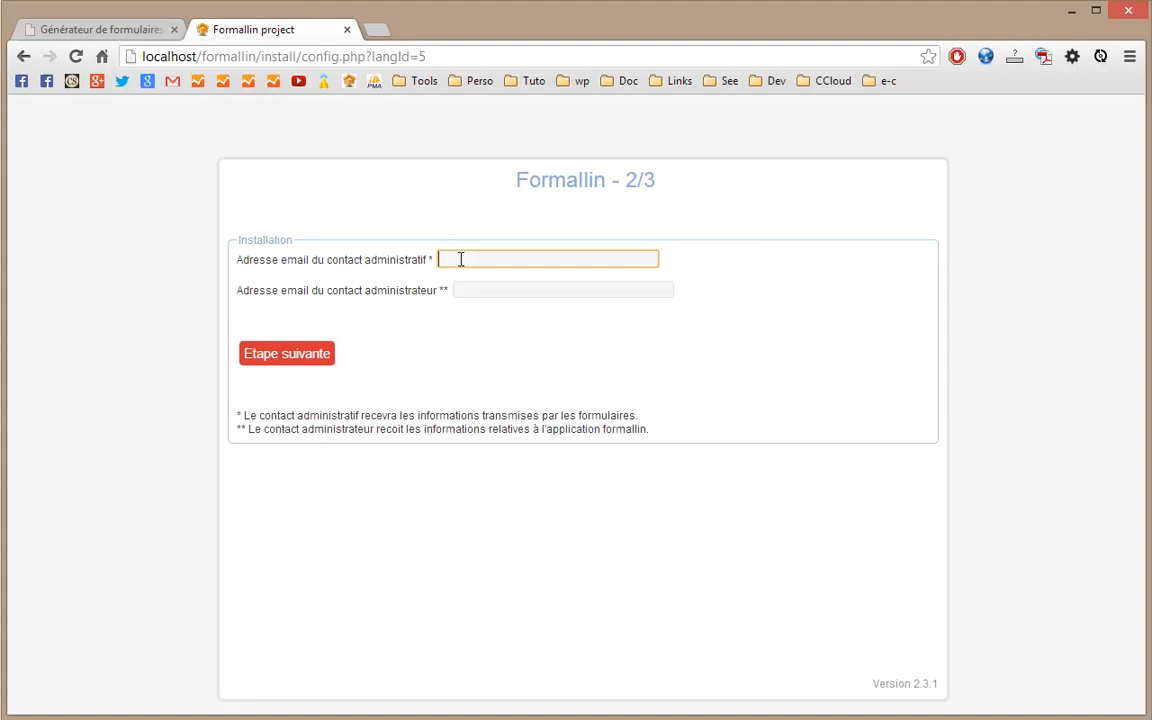 Générateur de formulaires
Formallin project
localhost/formallin/install/config.php?langId=5
Tools
Perso
Tuto
wp
Doc
Links
See
Dev
CCloud
e-c
Formallin - 2/3
Installation
Adresse email du contact administratif *
Adresse email du contact administrateur **
Etape suivante
* Le contact administratif recevra les informations transmises par les formulaires.
** Le contact administrateur recoit les informations relatives à l'application formallin.
Version 2.3.1